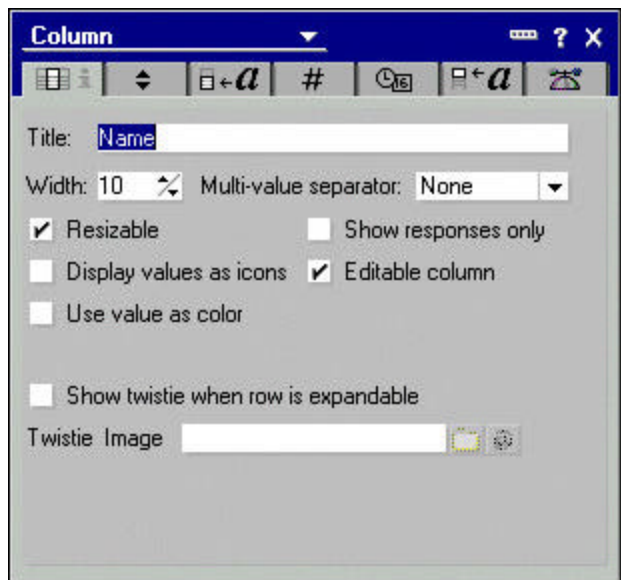 Column
?
i
a
#
16
a
Title: Name
Width: 10 Multi-value separator: None
Resizable Show responses only
Display values as icons Editable column
Use value as color
Show twistie when row is expandable
Twistie Image